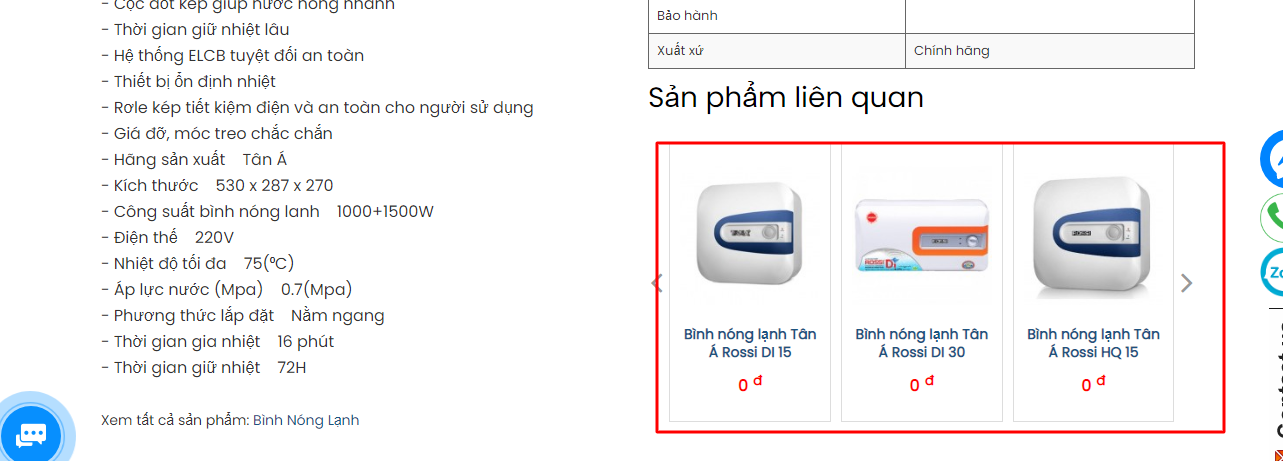 - Cọc đốt kép giúp nước nóng nhanh
- Thời gian giữ nhiệt lâu
- Hệ thống ELCB tuyệt đối an toàn
- Thiết bị ổn định nhiệt
- Rơle kép tiết kiệm điện và an toàn cho người sử dụng
- Giá đỡ, móc treo chắc chắn
- Hãng sản xuất    Tân Á
- Kích thước    530 x 287 x 270
- Công suất bình nóng lanh    1000+1500W
- Điện thế    220V
- Nhiệt độ tối đa    75(⁰C)
- Áp lực nước (Mpa)    0.7(Mpa)
- Phương thức lắp đặt    Nằm ngang
- Thời gian gia nhiệt    16 phút
- Thời gian giữ nhiệt    72H
Xem tất cả sản phẩm: Bình Nóng Lạnh
Bảo hành
Xuất xứ    Chính hãng
Sản phẩm liên quan
ROSSI Di
Bình nóng lạnh Tân
Á Rossi DI 15
0 đ
Bình nóng lạnh Tân
Á Rossi DI 30
0 đ
Bình nóng lạnh Tân
Á Rossi HQ 15
0 đ